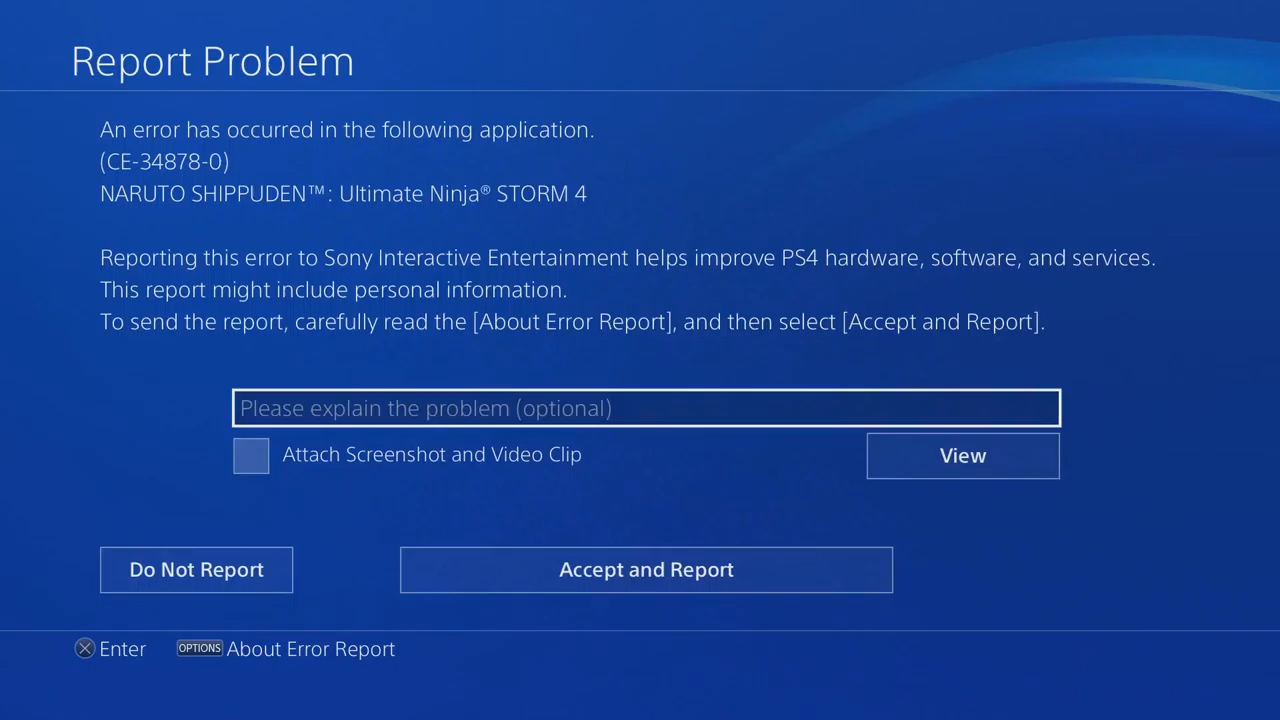 Report Problem
An error has occurred in the following application.
(CE-34878-0)
NARUTO SHIPPUDEN™: Ultimate Ninja® STORM 4
Reporting this error to Sony Interactive Entertainment helps improve PS4 hardware, software, and services.
This report might include personal information.
To send the report, carefully read the [About Error Report], and then select [Accept and Report].
Please explain the problem (optional)
Attach Screenshot and Video Clip
View
Do Not Report
Accept and Report
Enter
OPTIONS About Error Report